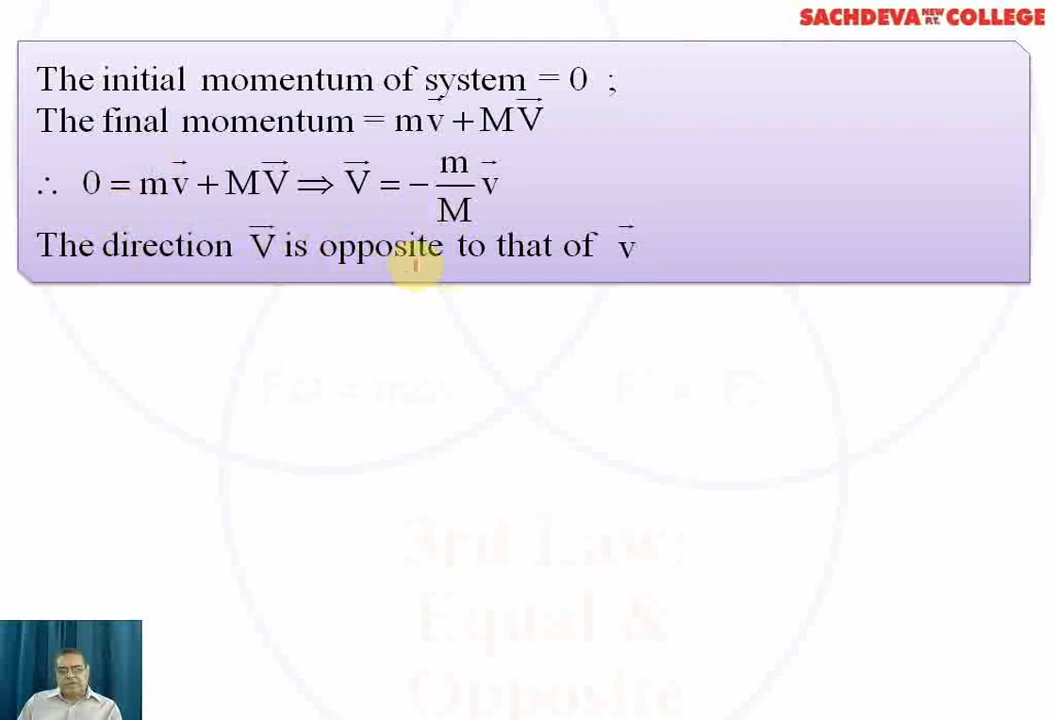 SACHDEVA NEW P.T. COLLEGE
The initial momentum of system = 0 ;
The final momentum = mv⃗ + MV⃗
∴ 0 = mv⃗ + MV⃗ ⇒ V⃗ = − m/M v⃗
The direction V⃗ is opposite to that of v⃗
3rd Law:
Equal &
Opposite